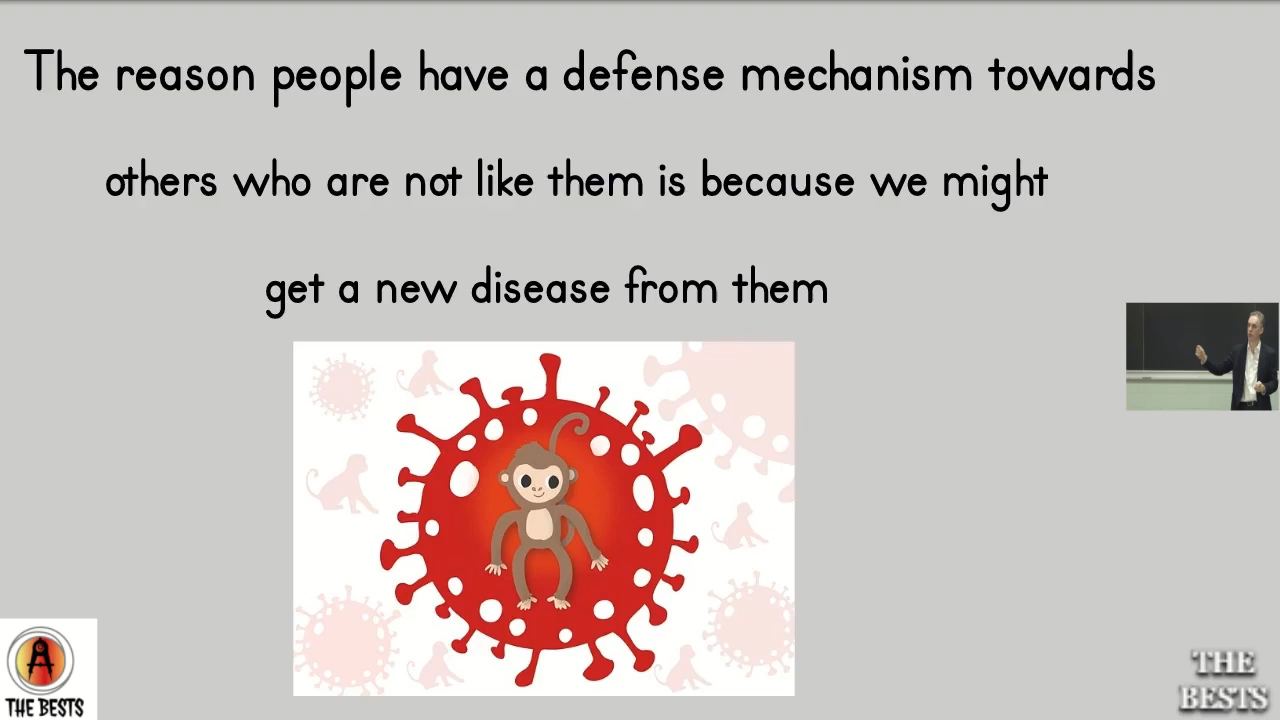 The reason people have a defense mechanism towards
others who are not like them is because we might
get a new disease from them
A
THE BESTS
THE
BESTS